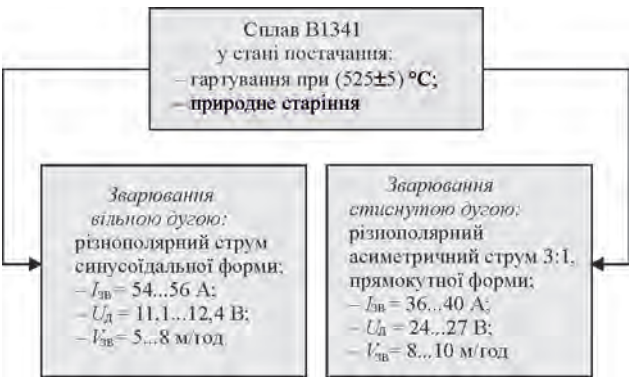 Сплав В1341
у стані постачання:
– гартування при (525±5) °С;
– природне старіння
Зварювання
вільною дугою:
різнополярний струм
синусоїдальної форми;
– Iзв = 54...56 А;
– Uд = 11,1...12,4 В;
– Vзв = 5...8 м/год
Зварювання
стиснутою дугою:
різнополярний
асиметричний струм 3:1,
прямокутної форми;
– Iзв = 36...40 А;
– Uд = 24...27 В;
– Vзв = 8...10 м/год